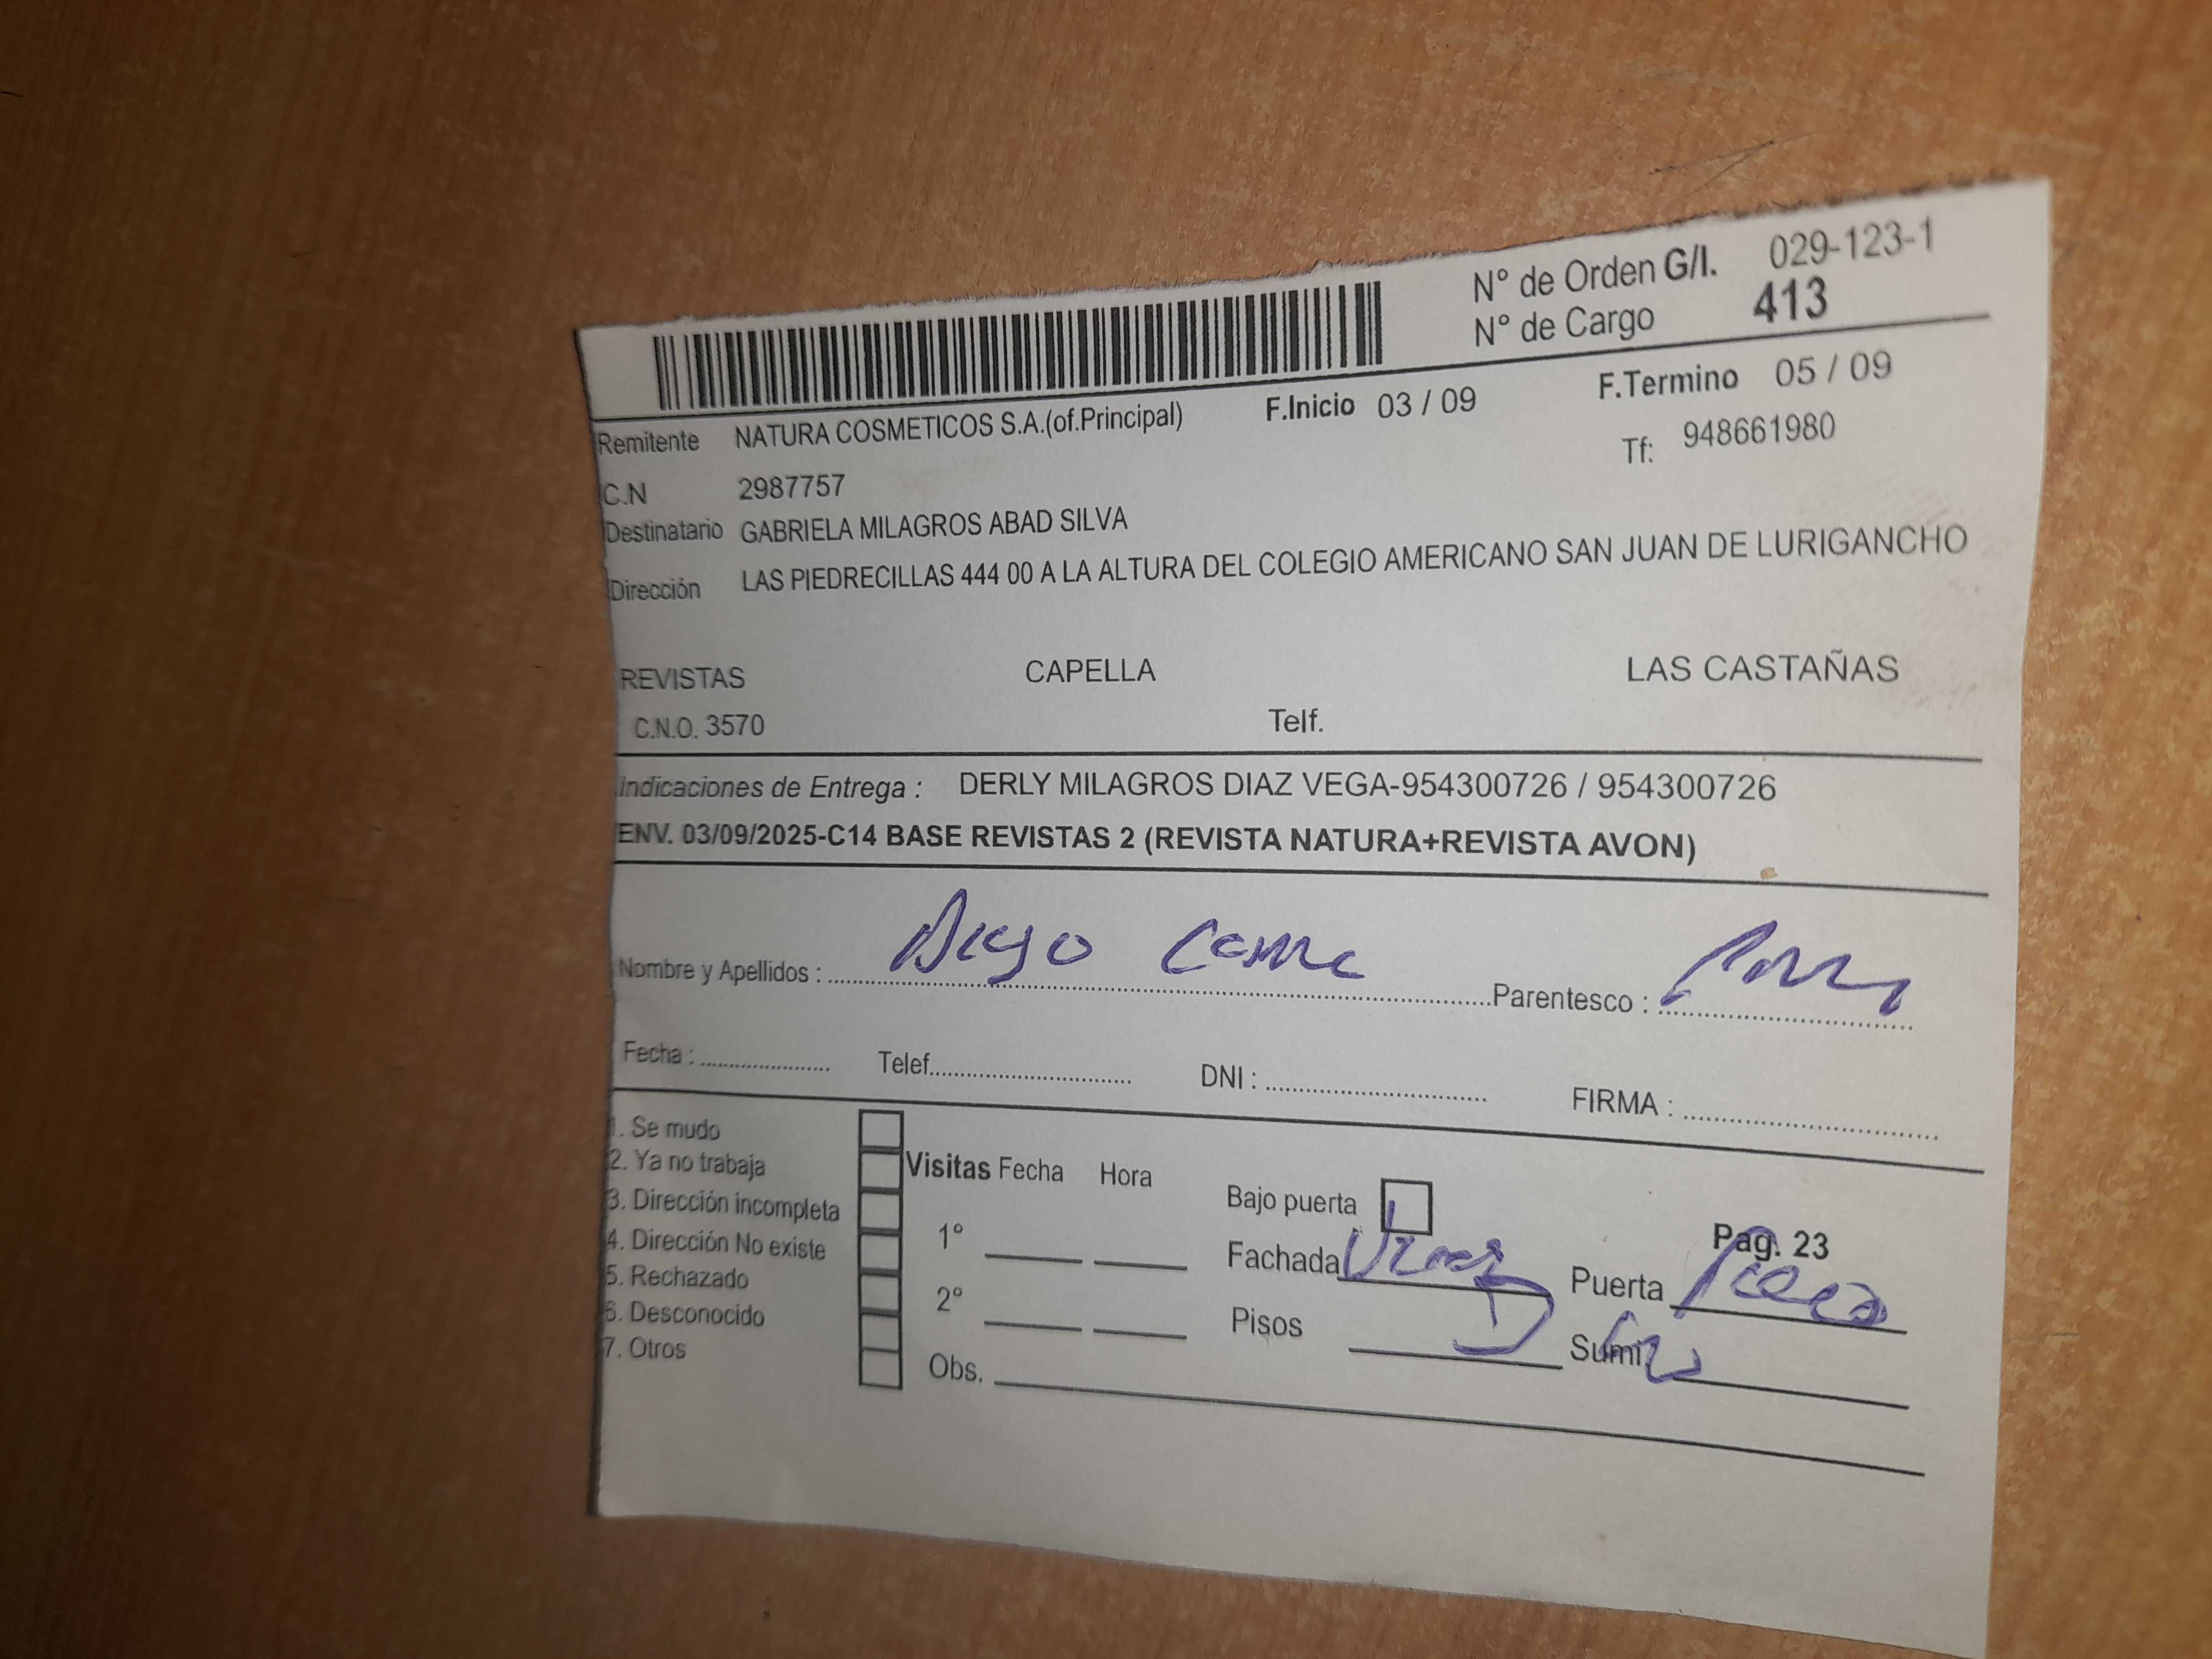 N° de Orden G/I. 029-123-1
N° de Cargo 413
F.Inicio 03 / 09 F.Termino 05 / 09
Remitente NATURA COSMETICOS S.A.(of.Principal) Tf: 948661980
C.N 2987757
Destinatario GABRIELA MILAGROS ABAD SILVA
Dirección LAS PIEDRECILLAS 444 00 A LA ALTURA DEL COLEGIO AMERICANO SAN JUAN DE LURIGANCHO
REVISTAS CAPELLA LAS CASTAÑAS
C.N.O. 3570 Telf.
Indicaciones de Entrega : DERLY MILAGROS DIAZ VEGA-954300726 / 954300726
ENV. 03/09/2025-C14 BASE REVISTAS 2 (REVISTA NATURA+REVISTA AVON)
Nombre y Apellidos : Diego Parentesco :
Fecha : Telef. DNI : FIRMA :
1. Se mudo
2. Ya no trabaja
3. Dirección incompleta
4. Dirección No existe
5. Rechazado
6. Desconocido
7. Otros
Visitas Fecha Hora
1°
2°
Obs.
Bajo puerta
Pag. 23
Fachada Puerta
Pisos Sumi.